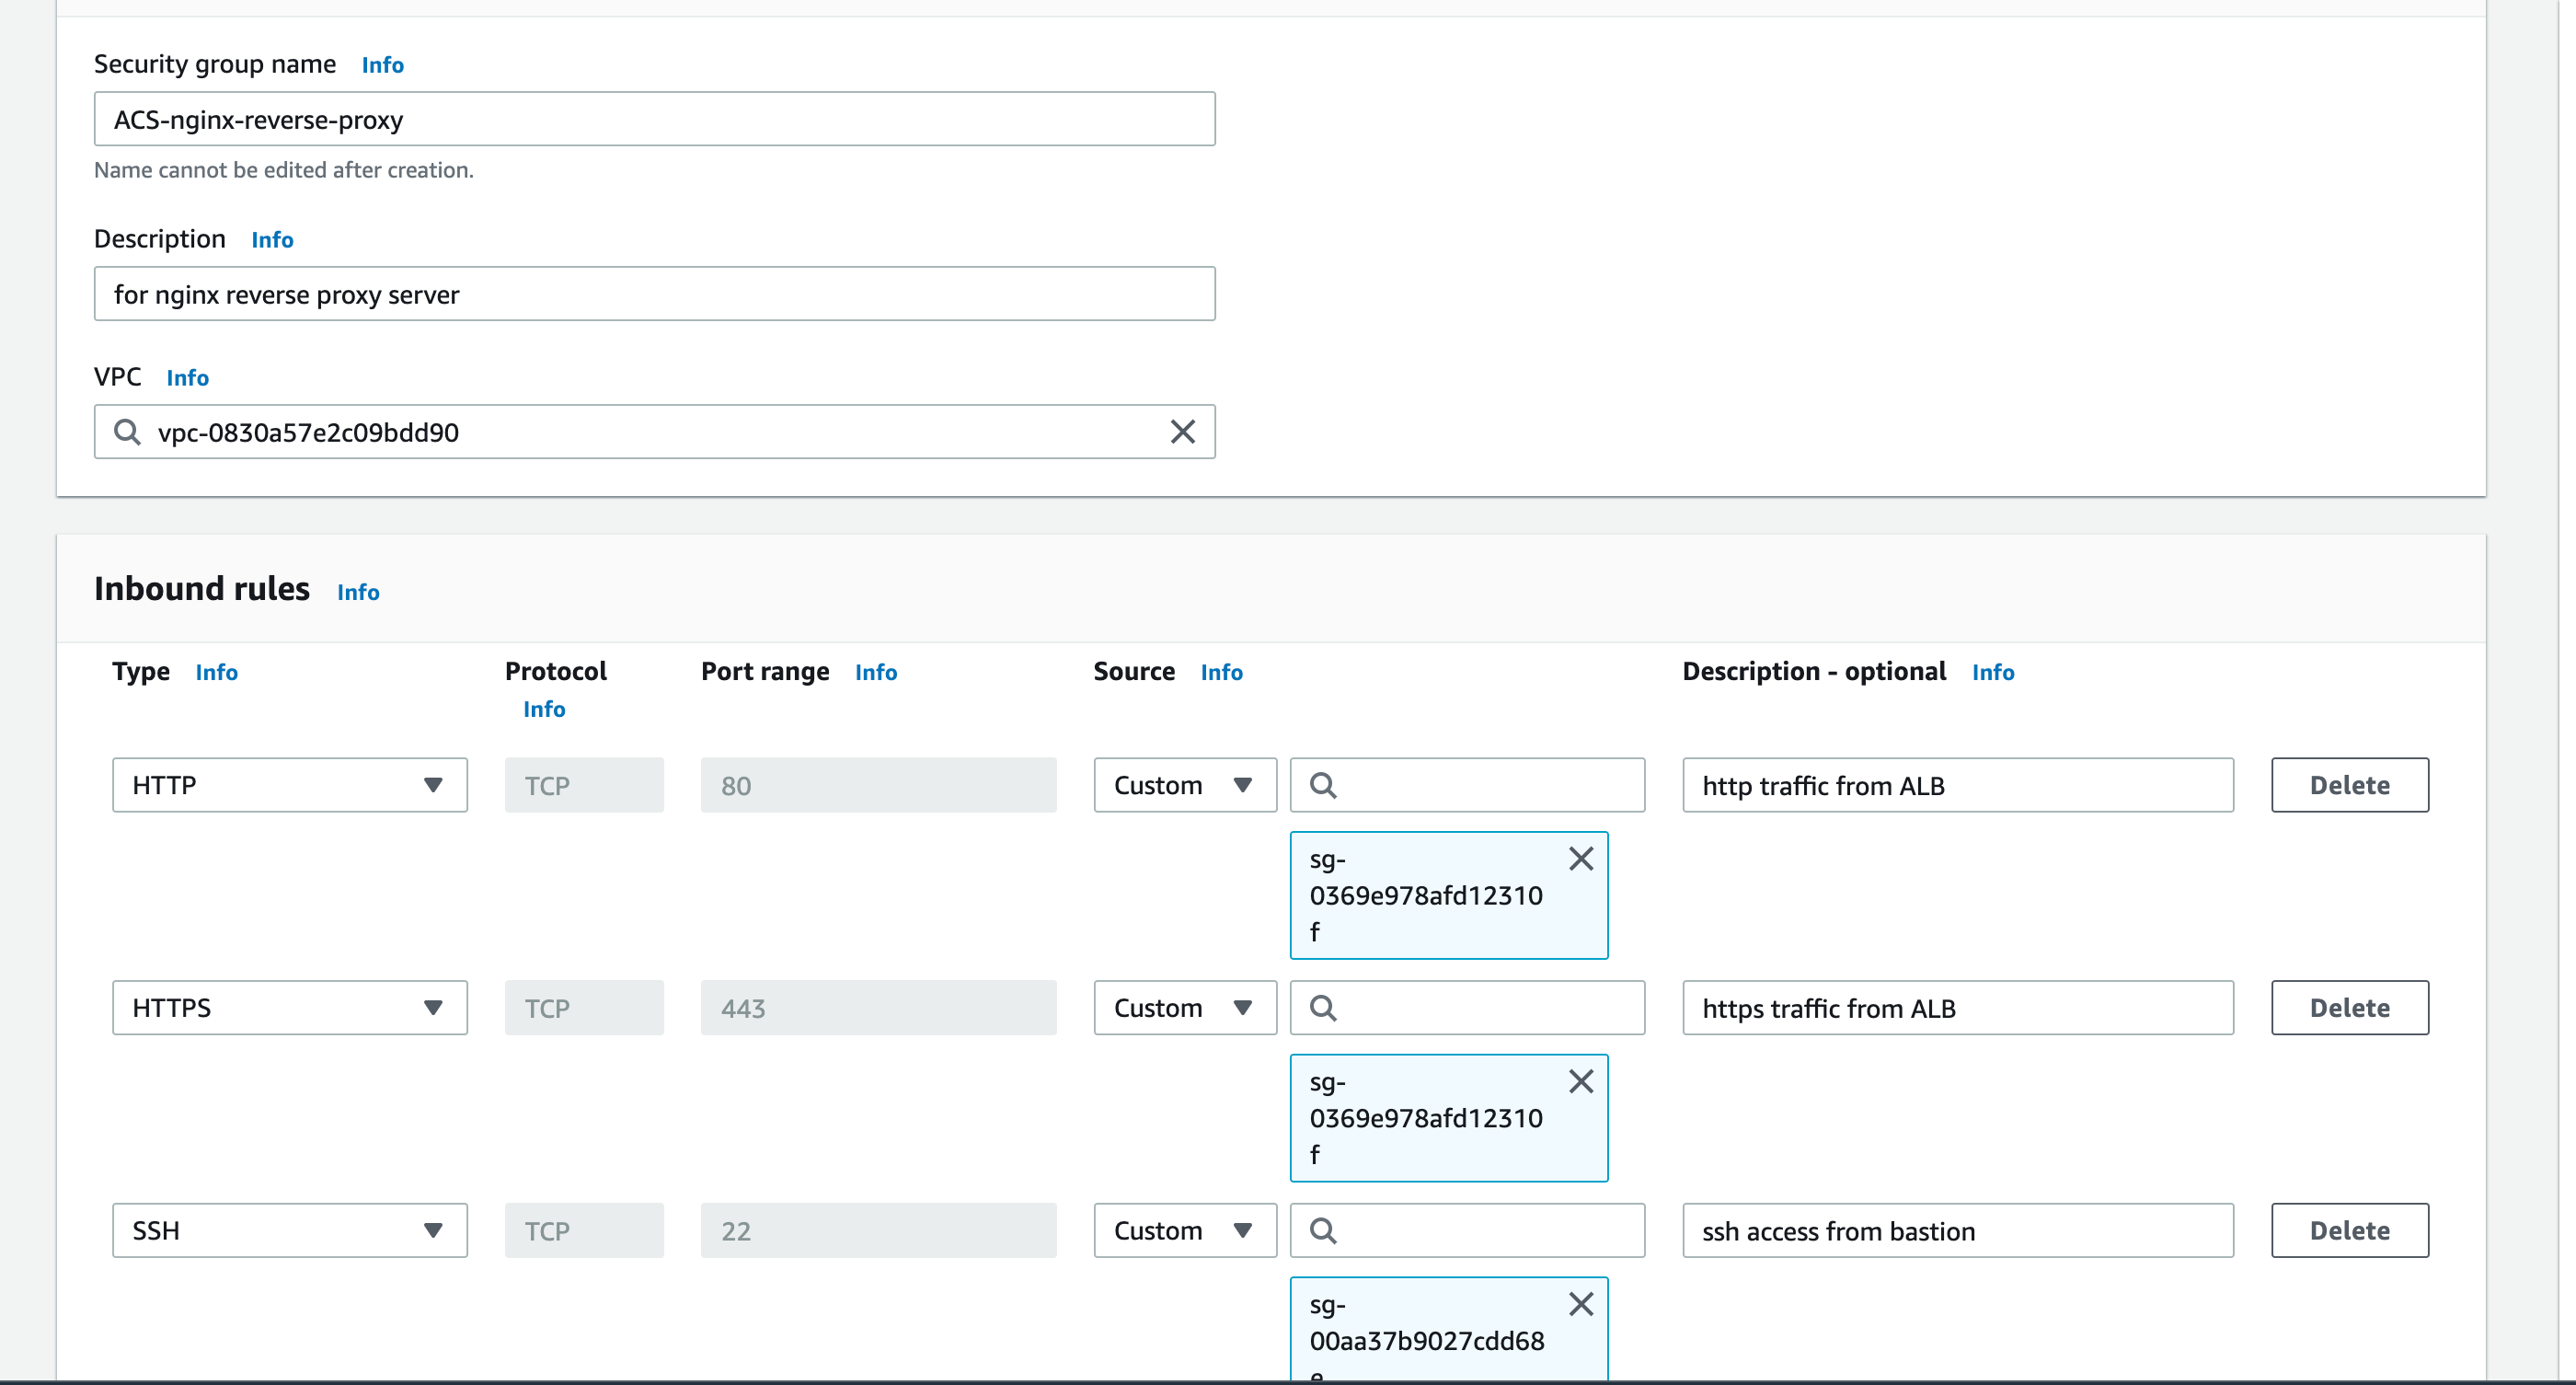 Security group name Info
ACS-nginx-reverse-proxy
Name cannot be edited after creation.
Description Info
for nginx reverse proxy server
VPC Info
vpc-0830a57e2c09bdd90
Inbound rules Info
Type Info Protocol Info Port range Info Source Info Description - optional Info
HTTP TCP 80 Custom http traffic from ALB Delete
sg-
0369e978afd12310
f
HTTPS TCP 443 Custom https traffic from ALB Delete
sg-
0369e978afd12310
f
SSH TCP 22 Custom ssh access from bastion Delete
sg-
00aa37b9027cdd68